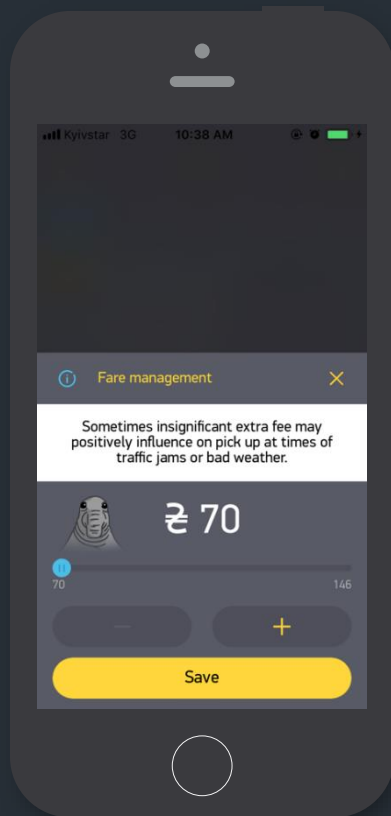 Kyivstar 3G 10:38 AM
Fare management
Sometimes insignificant extra fee may
positively influence on pick up at times of
traffic jams or bad weather.
₴ 70
70 146
− +
Save